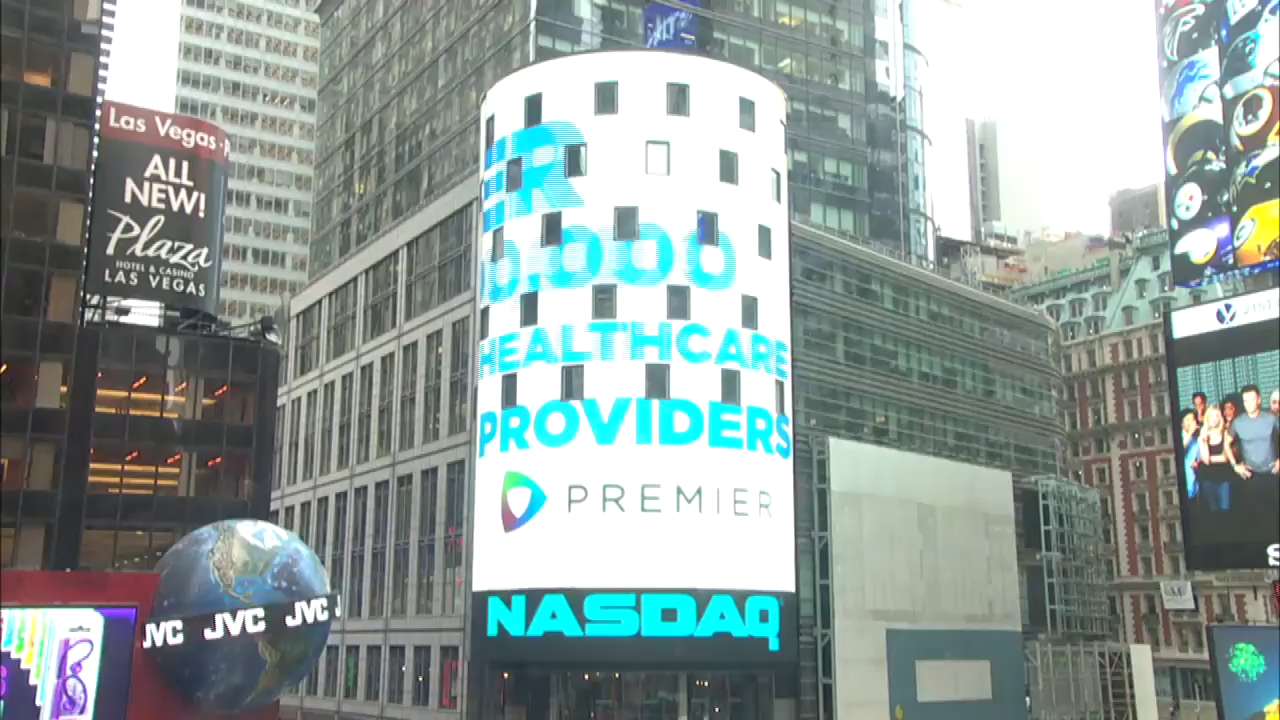 Las Vegas
ALL
NEW!
Plaza
HOTEL & CASINO
LAS VEGAS
HEALTHCARE
PROVIDERS
PREMIER
NASDAQ
JVC JVC JVC